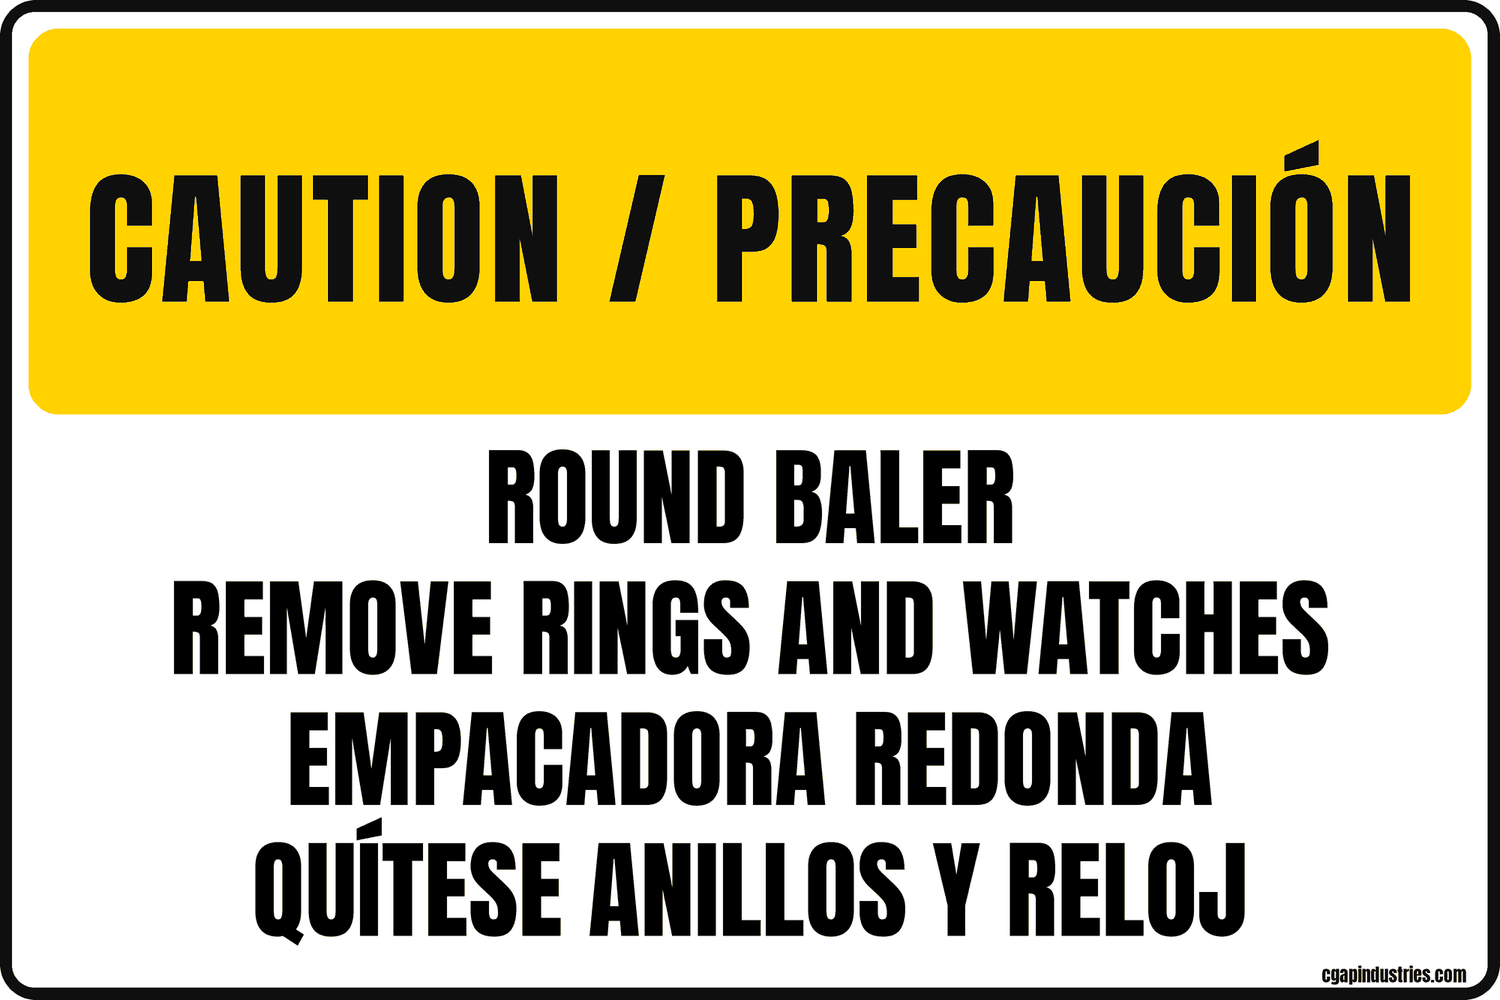 CAUTION / PRECAUCIÓN
ROUND BALER
REMOVE RINGS AND WATCHES
EMPACADORA REDONDA
QUÍTESE ANILLOS Y RELOJ
cgapindustries.com